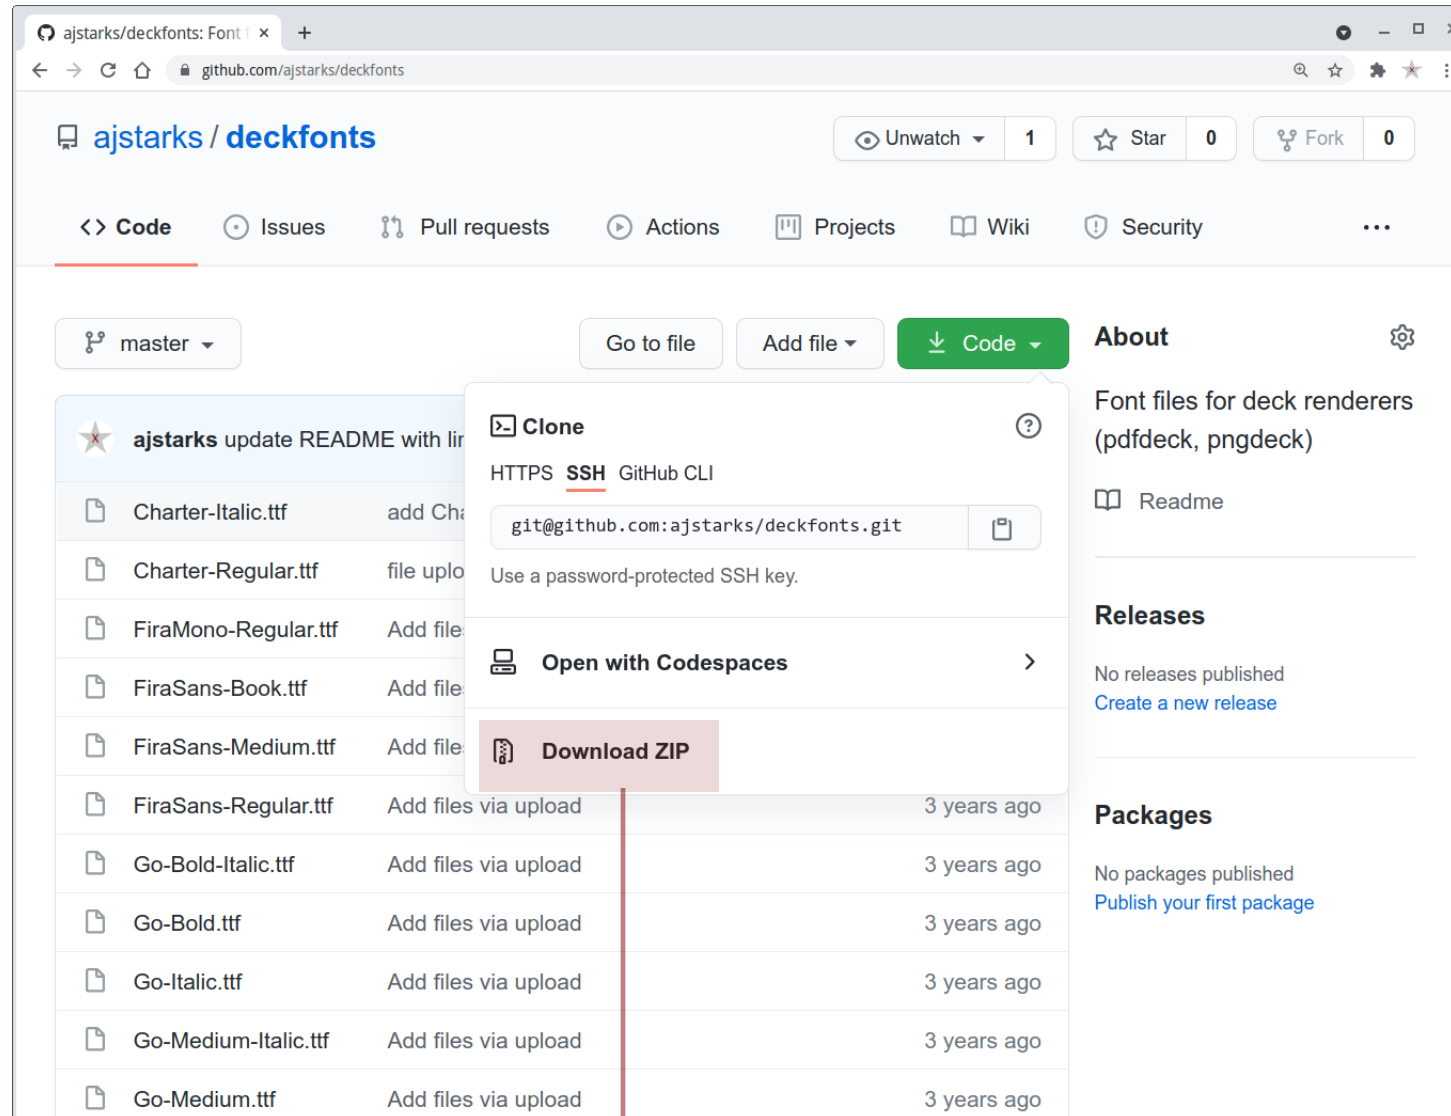 ajstarks/deckfonts: Font
github.com/ajstarks/deckfonts
ajstarks / deckfonts
Unwatch 1 Star 0 Fork 0
Code Issues Pull requests Actions Projects Wiki Security
master Go to file Add file Code
About
Font files for deck renderers
(pdfdeck, pngdeck)
Readme
Releases
No releases published
Create a new release
Packages
No packages published
Publish your first package
Clone
HTTPS SSH GitHub CLI
git@github.com:ajstarks/deckfonts.git
Use a password-protected SSH key.
Open with Codespaces
Download ZIP
ajstarks update README with
Charter-Italic.ttf add
Charter-Regular.ttf file
FiraMono-Regular.ttf Add
FiraSans-Book.ttf Add
FiraSans-Medium.ttf Add
FiraSans-Regular.ttf Add files via upload 3 years ago
Go-Bold-Italic.ttf Add files via upload 3 years ago
Go-Bold.ttf Add files via upload 3 years ago
Go-Italic.ttf Add files via upload 3 years ago
Go-Medium-Italic.ttf Add files via upload 3 years ago
Go-Medium.ttf Add files via upload 3 years ago